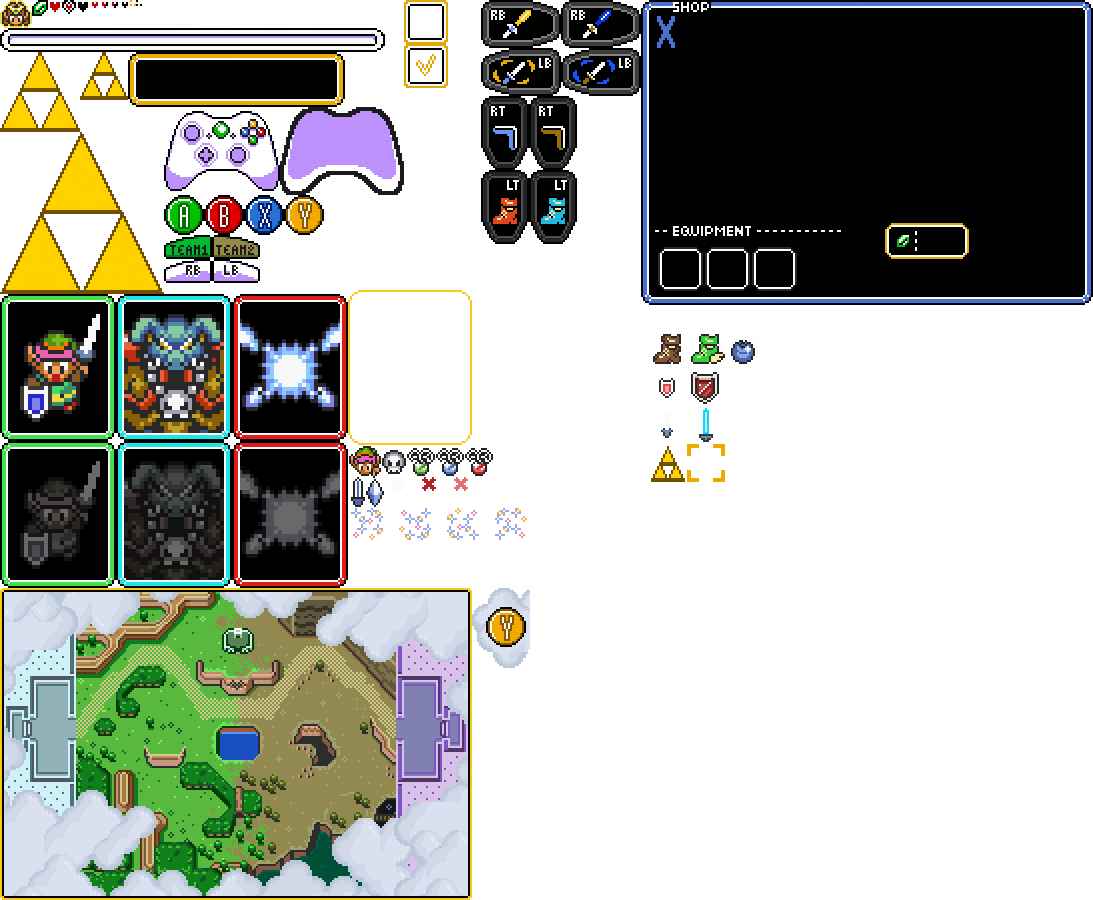 SHOP
X
RB
RB
LB
LB
RT
RT
LT
LT
A B X Y
TEAM1 TEAM2
RB LB
EQUIPMENT
Y